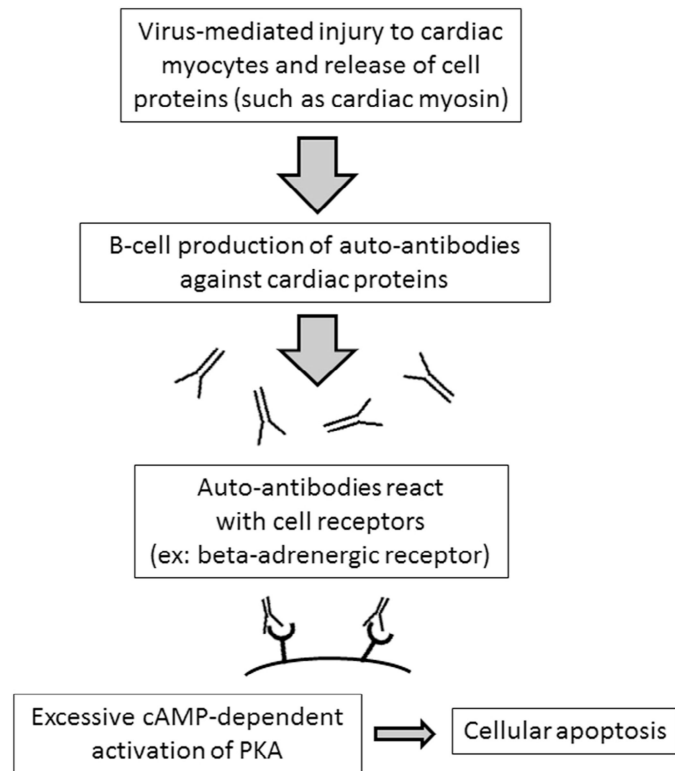 Virus-mediated injury to cardiac
myocytes and release of cell
proteins (such as cardiac myosin)
B-cell production of auto-antibodies
against cardiac proteins
Auto-antibodies react
with cell receptors
(ex: beta-adrenergic receptor)
Excessive cAMP-dependent
activation of PKA
Cellular apoptosis